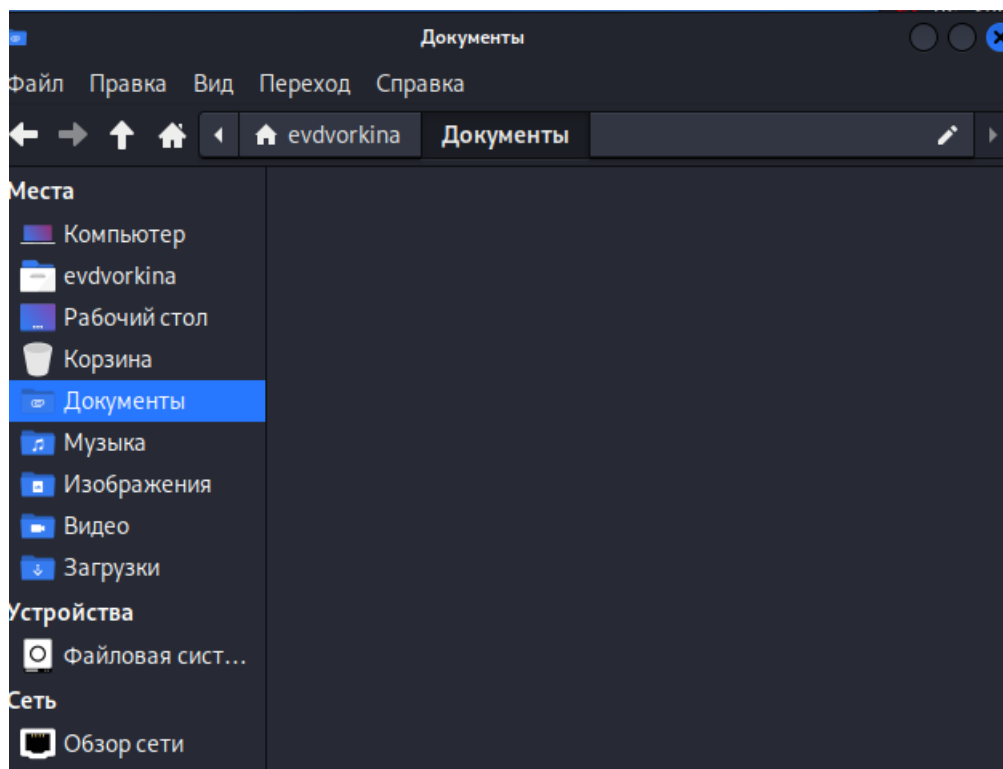 Документы
Файл Правка Вид Переход Справка
evdvorkina Документы
Места
Компьютер
evdvorkina
Рабочий стол
Корзина
Документы
Музыка
Изображения
Видео
Загрузки
Устройства
Файловая сист...
Сеть
Обзор сети